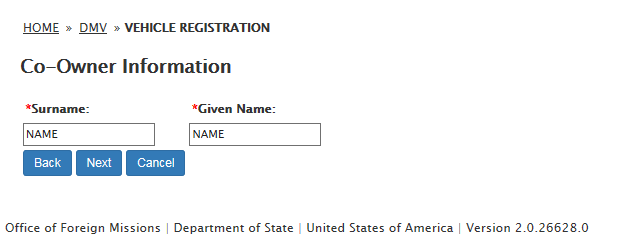 HOME » DMV » VEHICLE REGISTRATION
Co-Owner Information
*Surname: *Given Name:
NAME NAME
Back Next Cancel
Office of Foreign Missions | Department of State | United States of America | Version 2.0.26628.0